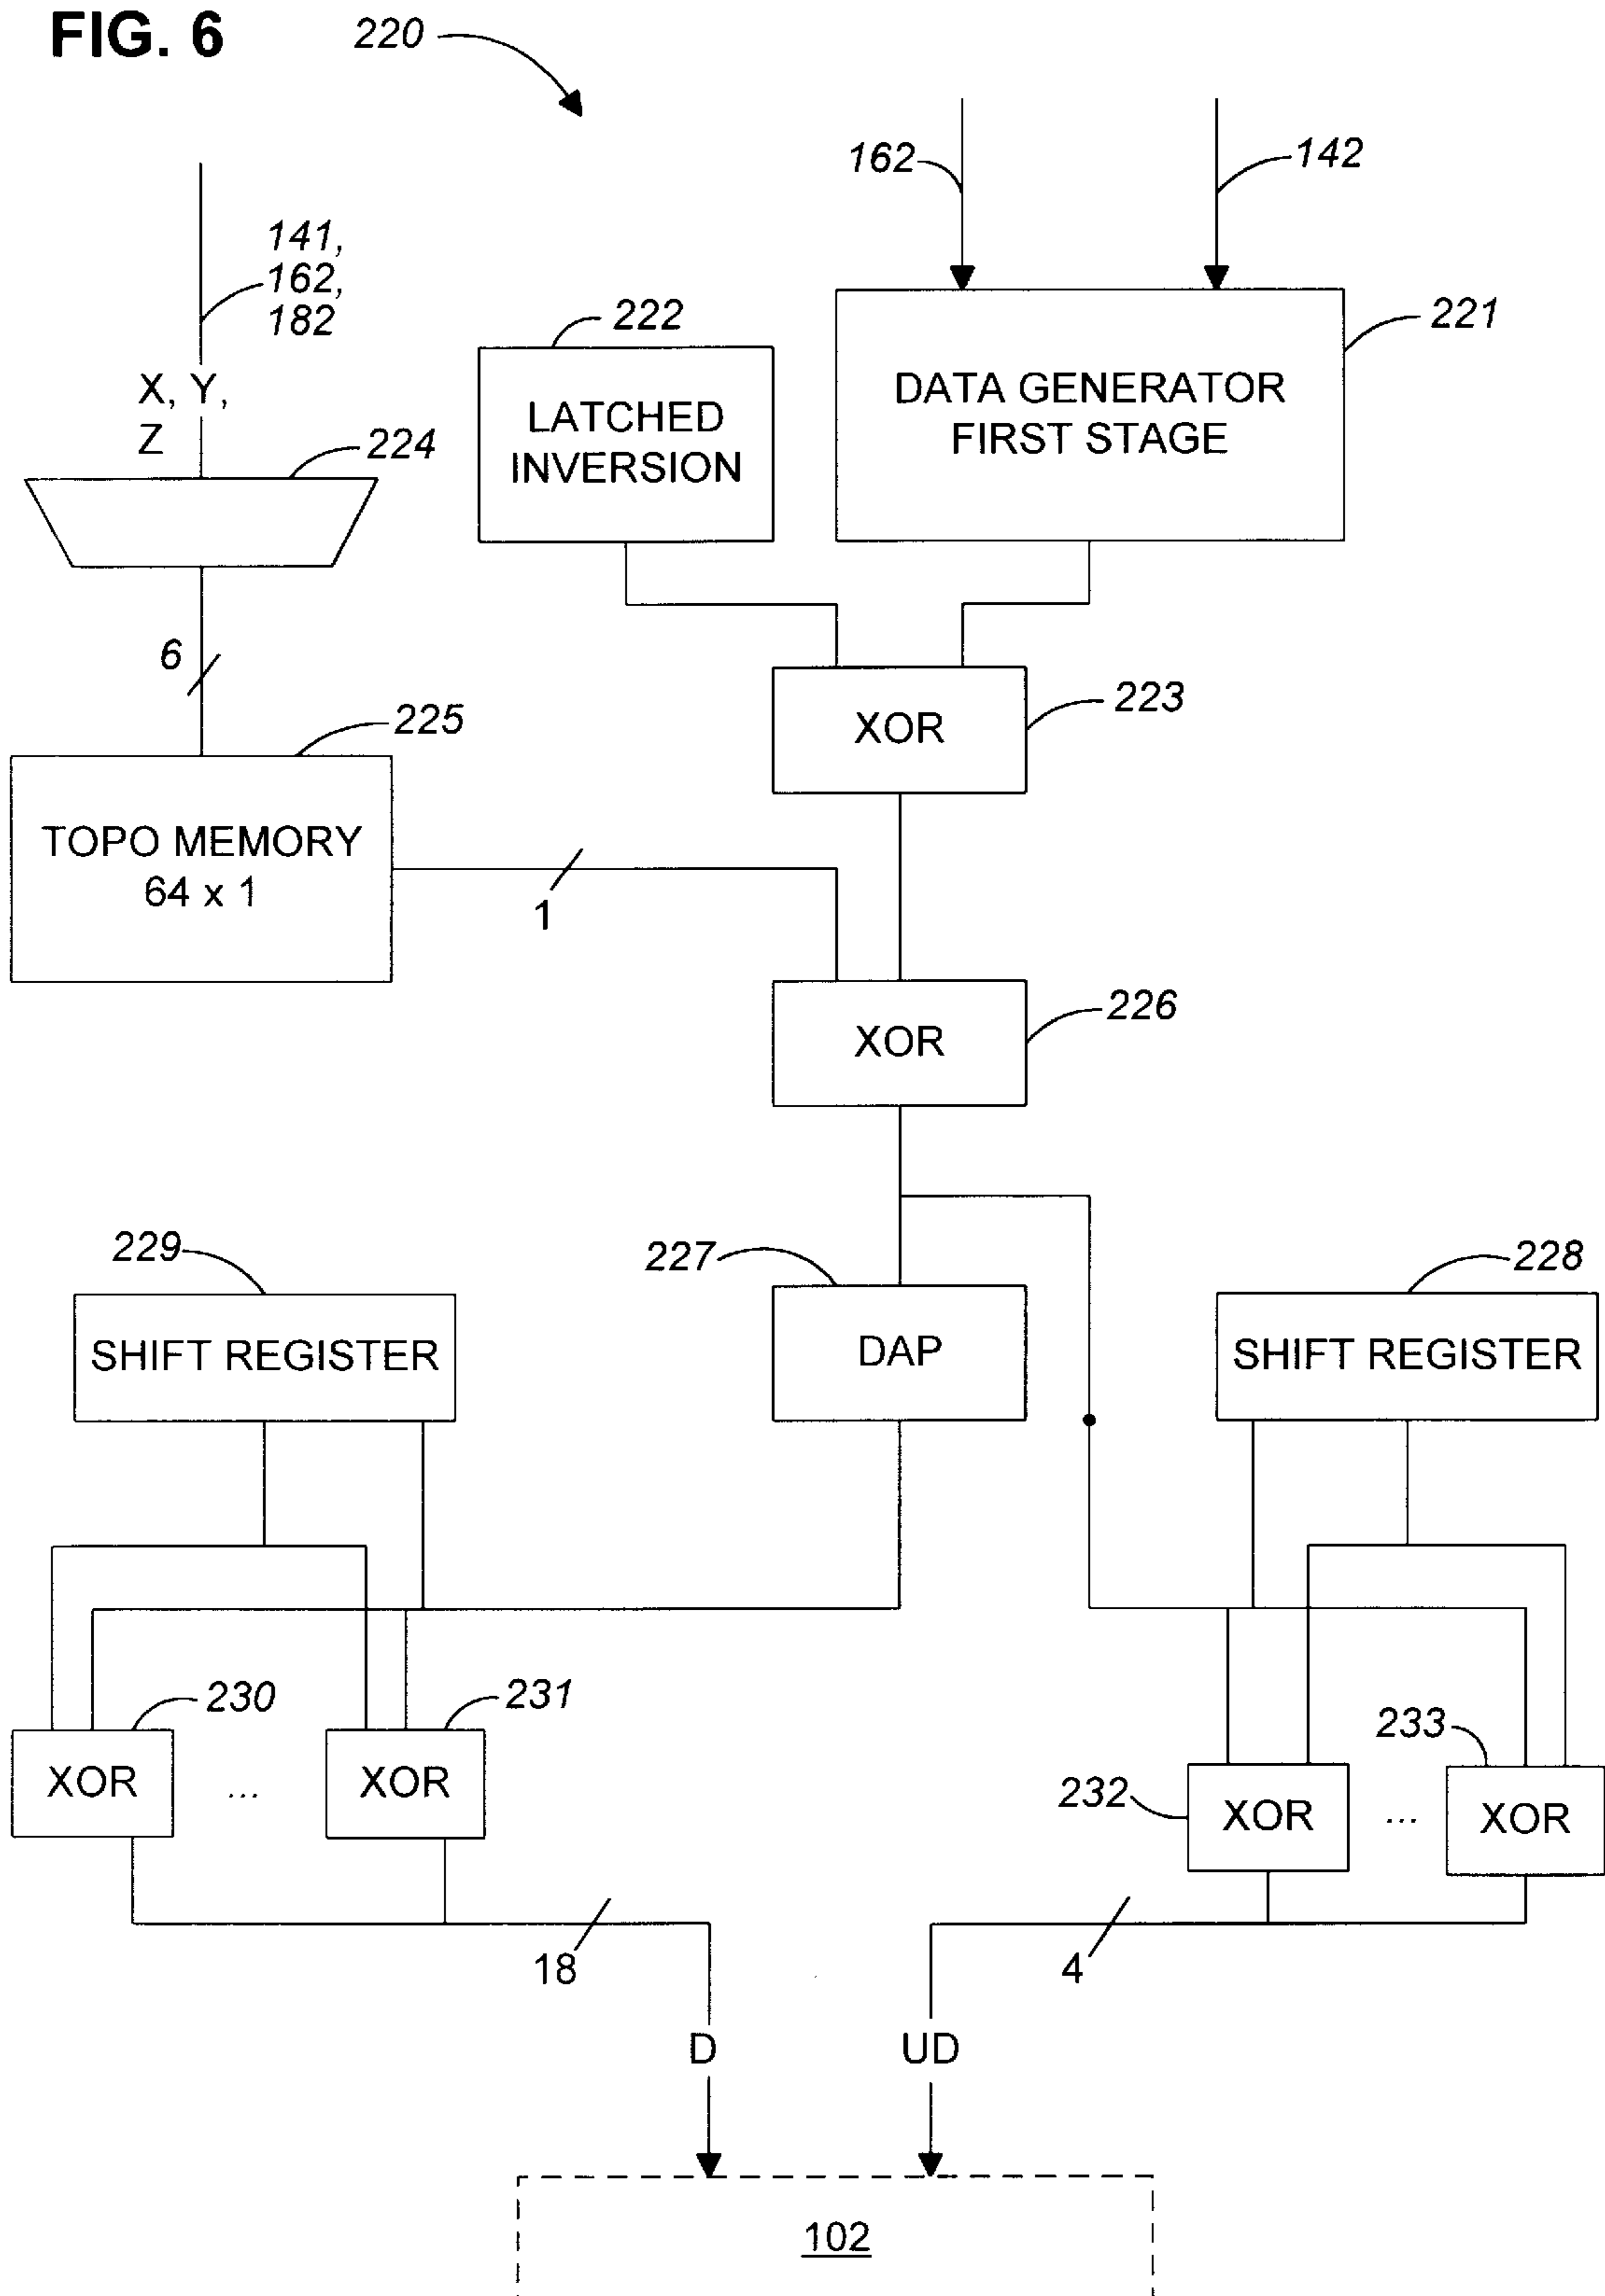 FIG. 6
220
162
142
141,
162,
182
222
221
X, Y,
Z
224
LATCHED
INVERSION
DATA GENERATOR
FIRST STAGE
6
225
XOR
223
TOPO MEMORY
64 x 1
1
XOR
226
229
227
228
SHIFT REGISTER
DAP
SHIFT REGISTER
230
231
233
XOR
...
XOR
232
XOR
...
XOR
18
4
D
UD
102